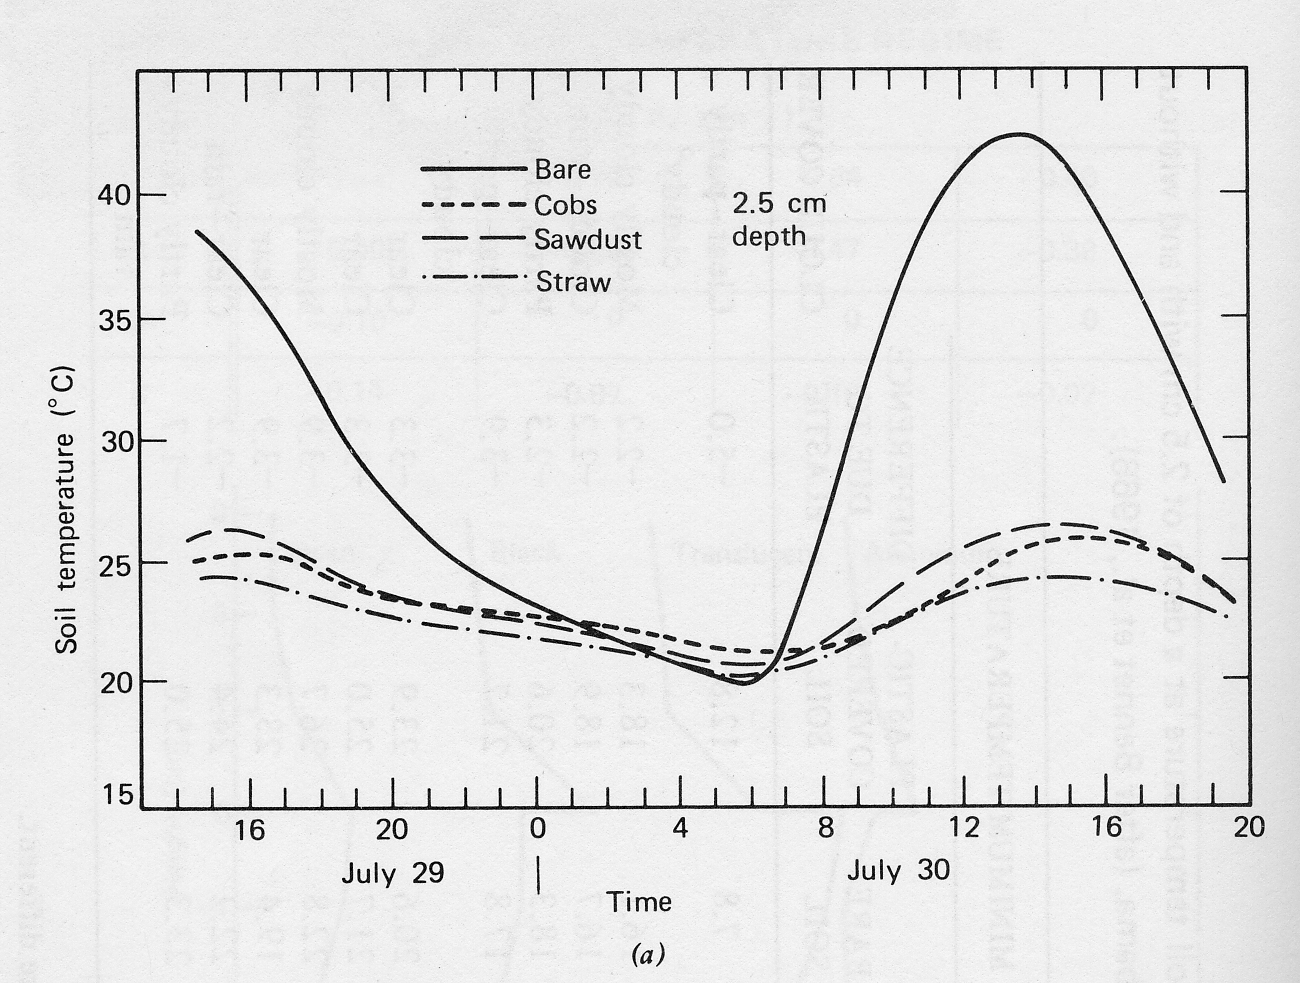 Bare
Cobs
Sawdust
Straw
2.5 cm
depth
Soil temperature (°C)
40
35
30
25
20
15
16 20 0 4 8 12 16 20
July 29
July 30
Time
(a)